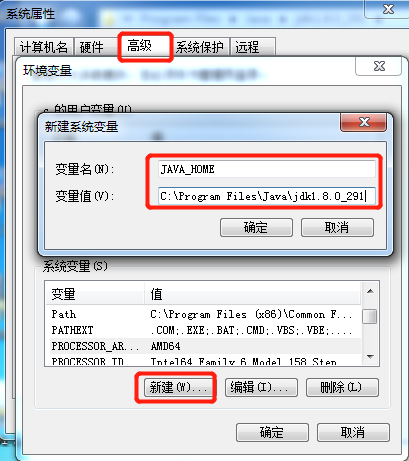 系统属性
计算机名 硬件 高级 系统保护 远程
环境变量
的用户变量(U)
新建系统变量
变量名(N): JAVA_HOME
变量值(V): C:\Program Files\Java\jdk1.8.0_291
确定 取消
系统变量(S)
变量 值
Path C:\Program Files (x86)\Common F...
PATHEXT .COM;.EXE;.BAT;.CMD;.VBS;.VBE;....
PROCESSOR_AR... AMD64
PROCESSOR_ID Intel64 Family 6 Model 158 Step
新建(W)... 编辑(I)... 删除(L)
确定 取消